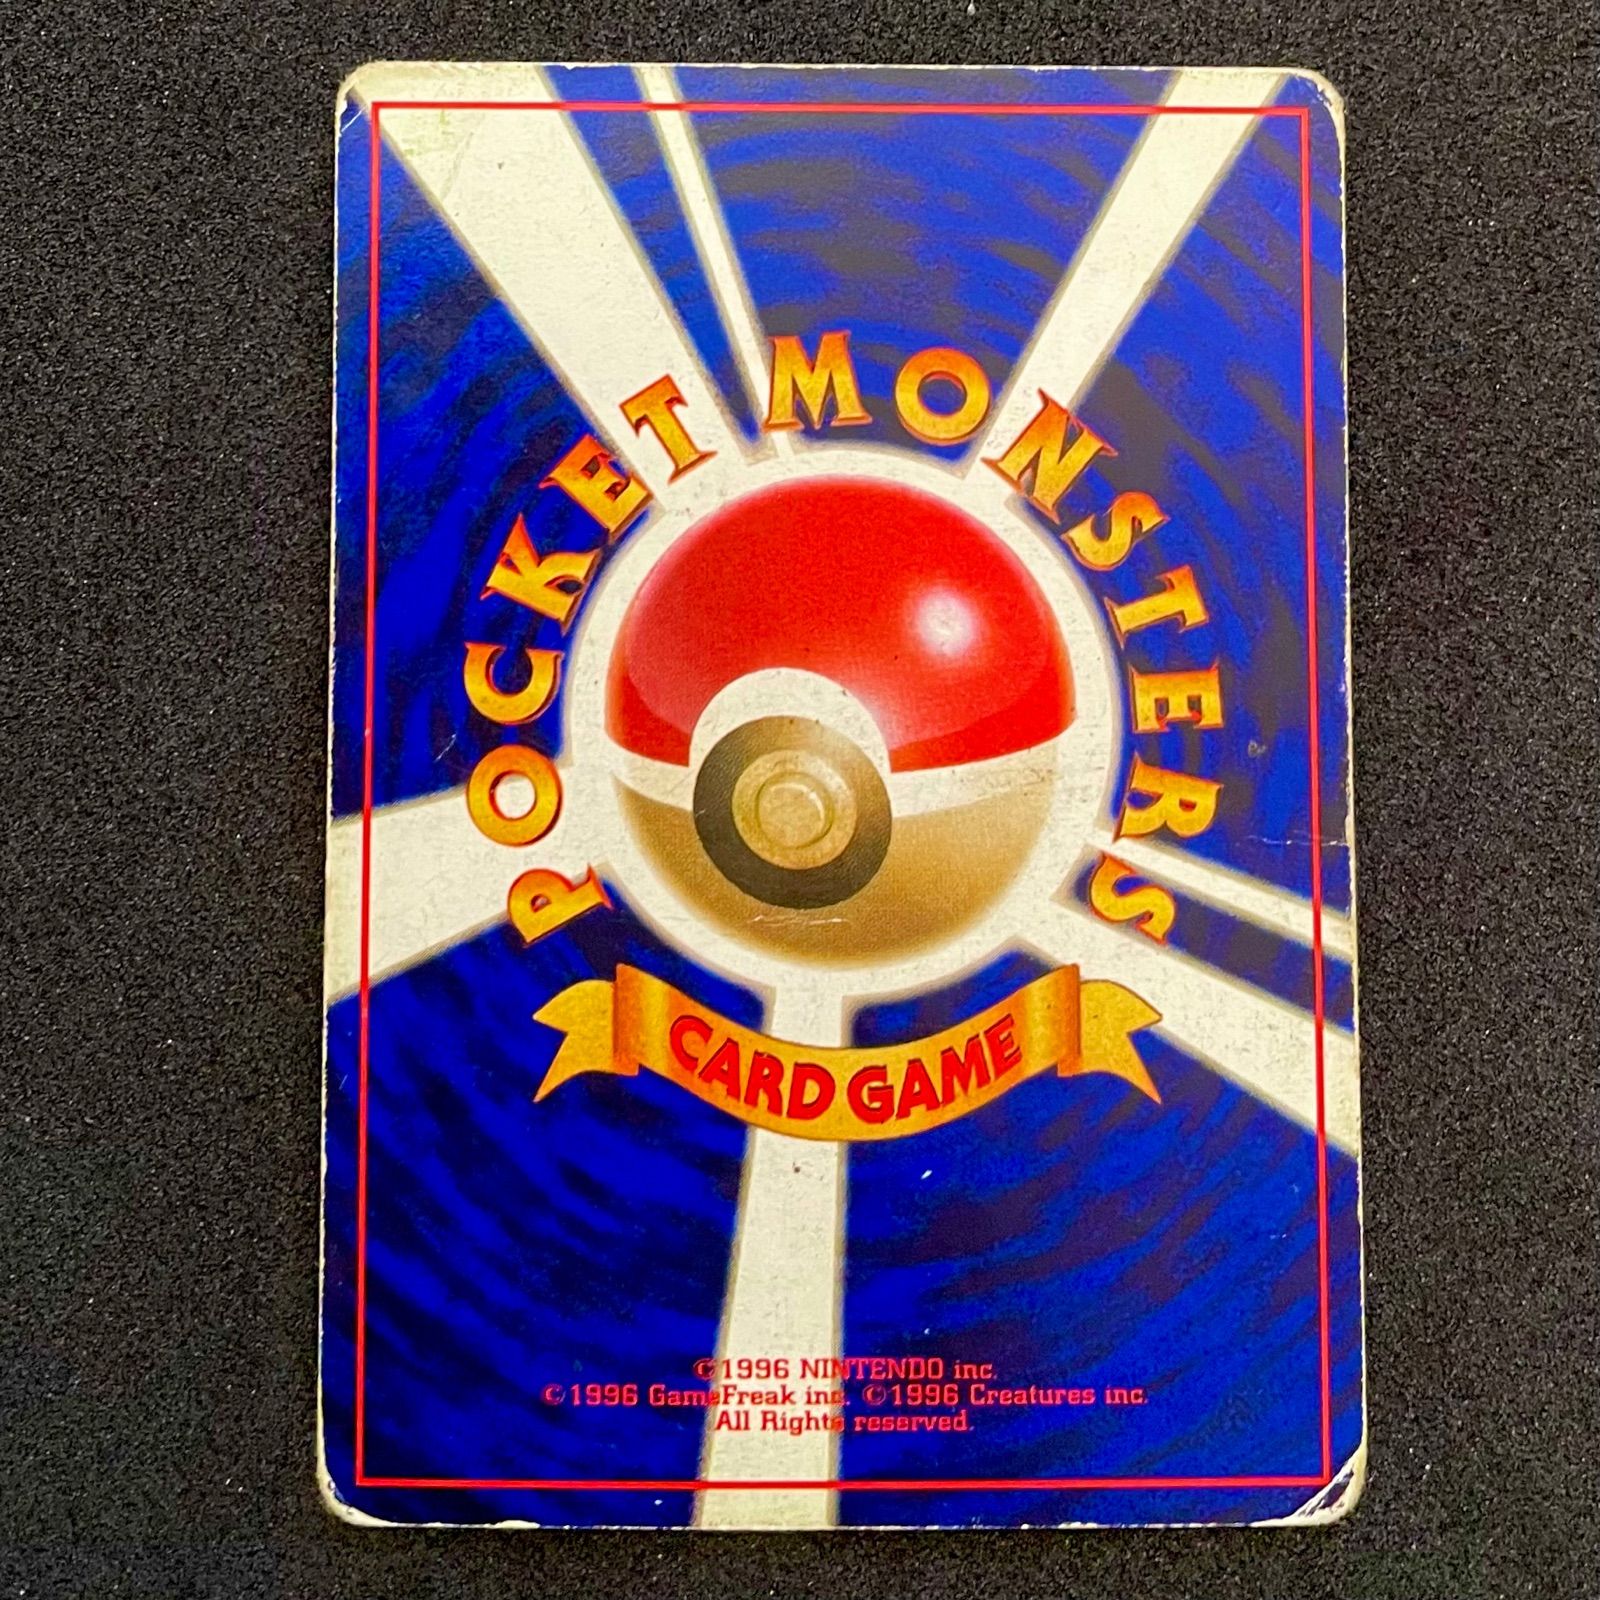 POCKET MONSTERS
CARD GAME
©1996 NINTENDO inc.
©1996 GameFreak inc. ©1996 Creatures inc.
All Rights reserved.